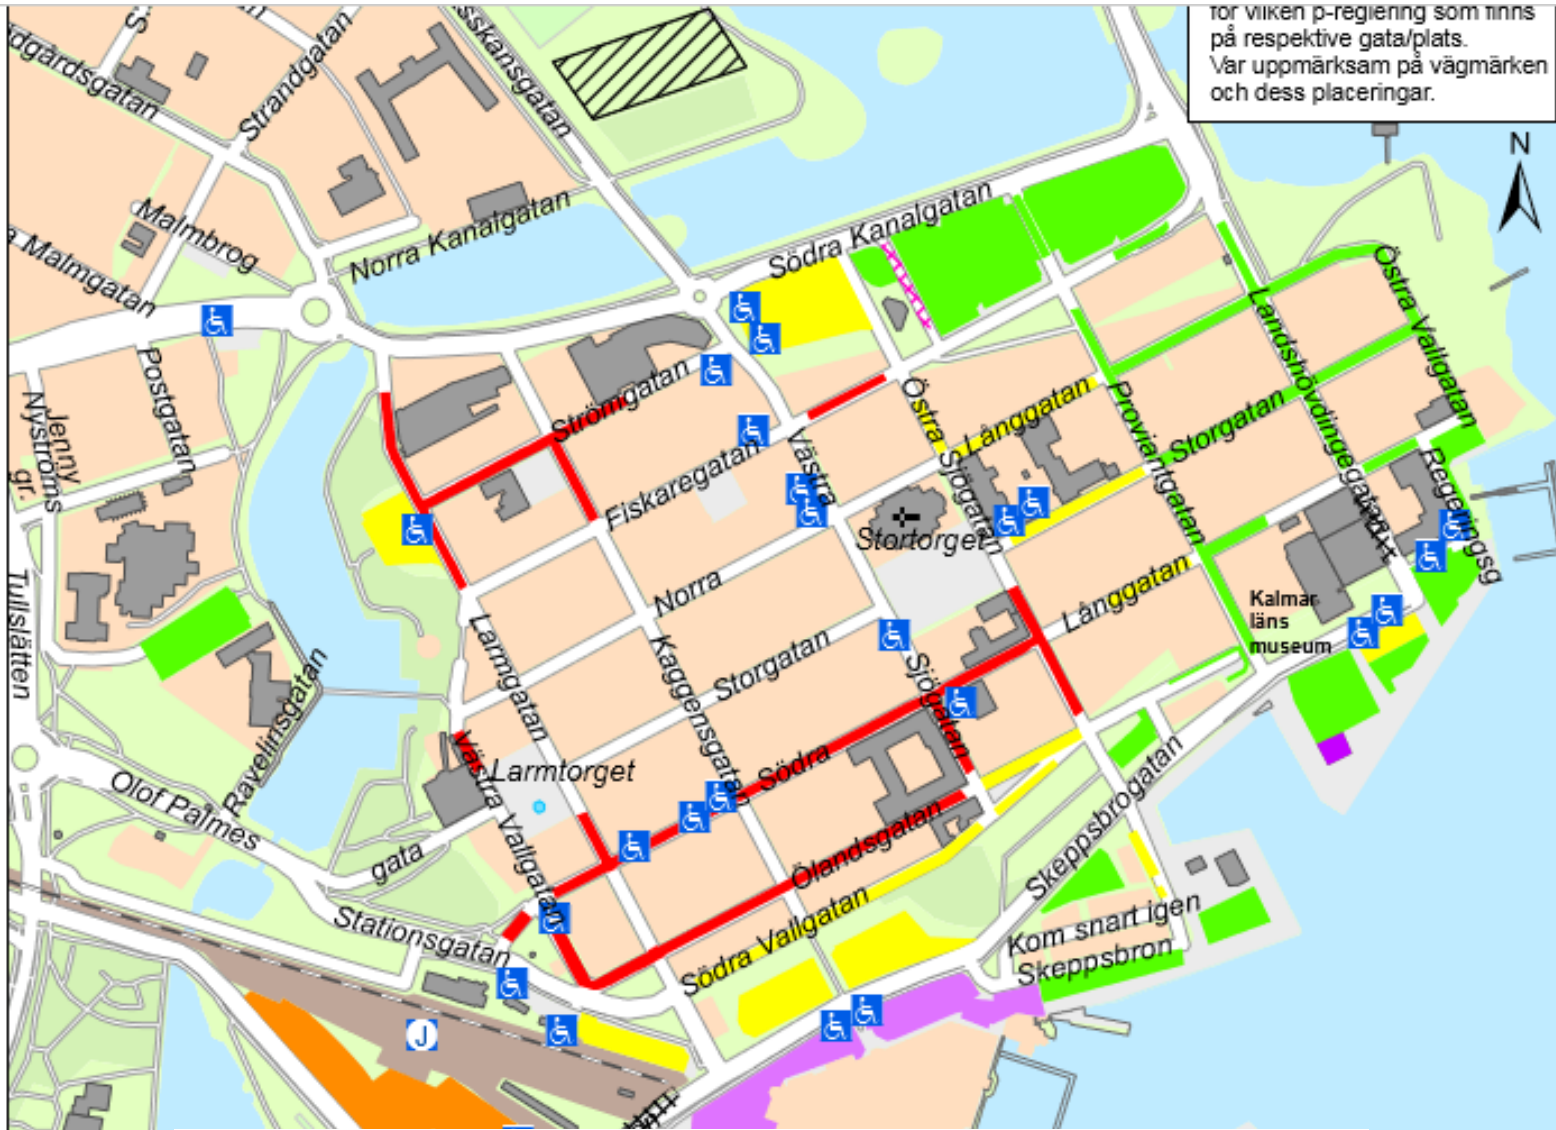 för vilken p-reglering som finns
på respektive gata/plats.
Var uppmärksam på vägmärken
och dess placeringar.
N
Strandgatan
Malmbrog
Malmgatan
Norra Kanalgatan
Södra Kanalgatan
Östra Vallgatan
Landshövdingegatan
Postgatan
Jenny
Nyströms
gr.
Strömgatan
Fiskaregatan
Västra
Östra
Sjögatan
Långgatan
Proviantgatan
Storgatan
Regeringsg
Stortorget
Norra
Långgatan
Kalmar
läns
museum
Tullslätten
Larmgatan
Kaggensgatan
Storgatan
Sjögatan
Ravelinsgatan
Västra Vallgatan
Larmtorget
Södra
Olof Palmes
gata
Ölandsgatan
Skeppsbrogatan
Stationsgatan
Södra Vallgatan
Kom snart igen
Skeppsbron
J